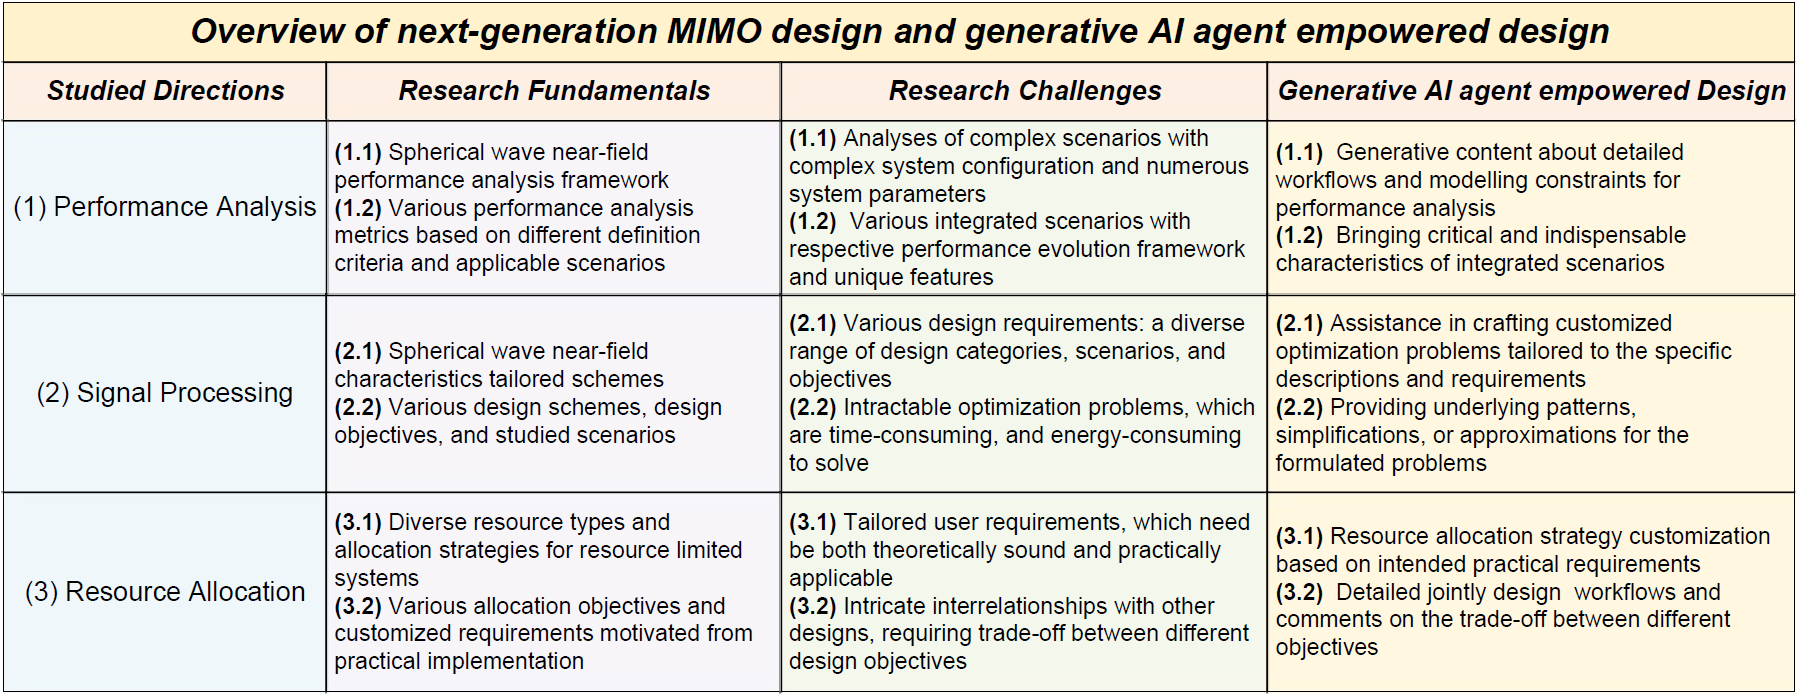 Overview of next-generation MIMO design and generative AI agent empowered design
Studied Directions
Research Fundamentals
Research Challenges
Generative AI agent empowered Design
(1) Performance Analysis
(1.1) Spherical wave near-field
performance analysis framework
(1.2) Various performance analysis
metrics based on different definition
criteria and applicable scenarios
(1.1) Analyses of complex scenarios with
complex system configuration and numerous
system parameters
(1.2) Various integrated scenarios with
respective performance evolution framework
and unique features
(1.1) Generative content about detailed
workflows and modelling constraints for
performance analysis
(1.2) Bringing critical and indispensable
characteristics of integrated scenarios
(2) Signal Processing
(2.1) Spherical wave near-field
characteristics tailored schemes
(2.2) Various design schemes, design
objectives, and studied scenarios
(2.1) Various design requirements: a diverse
range of design categories, scenarios, and
objectives
(2.2) Intractable optimization problems, which
are time-consuming, and energy-consuming
to solve
(2.1) Assistance in crafting customized
optimization problems tailored to the specific
descriptions and requirements
(2.2) Providing underlying patterns,
simplifications, or approximations for the
formulated problems
(3) Resource Allocation
(3.1) Diverse resource types and
allocation strategies for resource limited
systems
(3.2) Various allocation objectives and
customized requirements motivated from
practical implementation
(3.1) Tailored user requirements, which need
be both theoretically sound and practically
applicable
(3.2) Intricate interrelationships with other
designs, requiring trade-off between different
design objectives
(3.1) Resource allocation strategy customization
based on intended practical requirements
(3.2) Detailed jointly design workflows and
comments on the trade-off between different
objectives